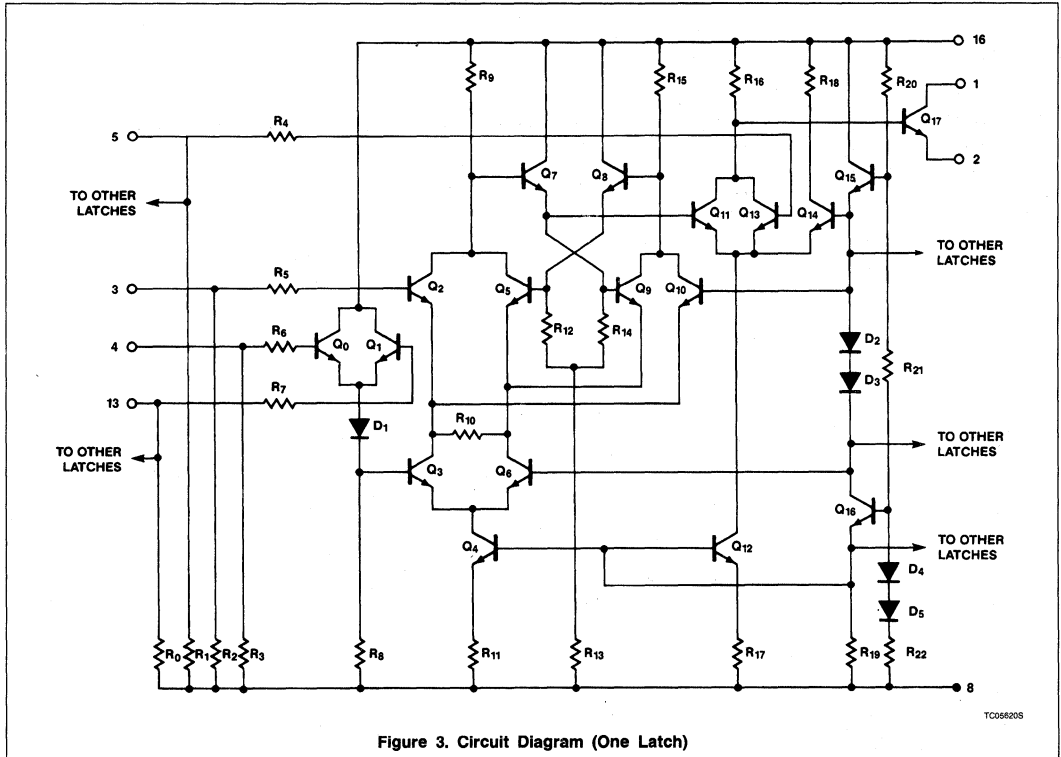 16
R9
R15
R16
R18
R20
1
Q17
2
5
R4
Q7
Q8
Q15
TO OTHER
LATCHES
Q11
Q13
Q14
TO OTHER
LATCHES
3
R5
Q2
Q5
Q9
Q10
R12
R14
D2
4
R6
Q0
Q1
D3
R21
13
R7
D1
R10
TO OTHER
LATCHES
TO OTHER
LATCHES
Q3
Q6
Q16
Q4
Q12
TO OTHER
LATCHES
D4
D5
R0
R1
R2
R3
R8
R11
R13
R17
R19
R22
8
TC05620S
Figure 3. Circuit Diagram (One Latch)